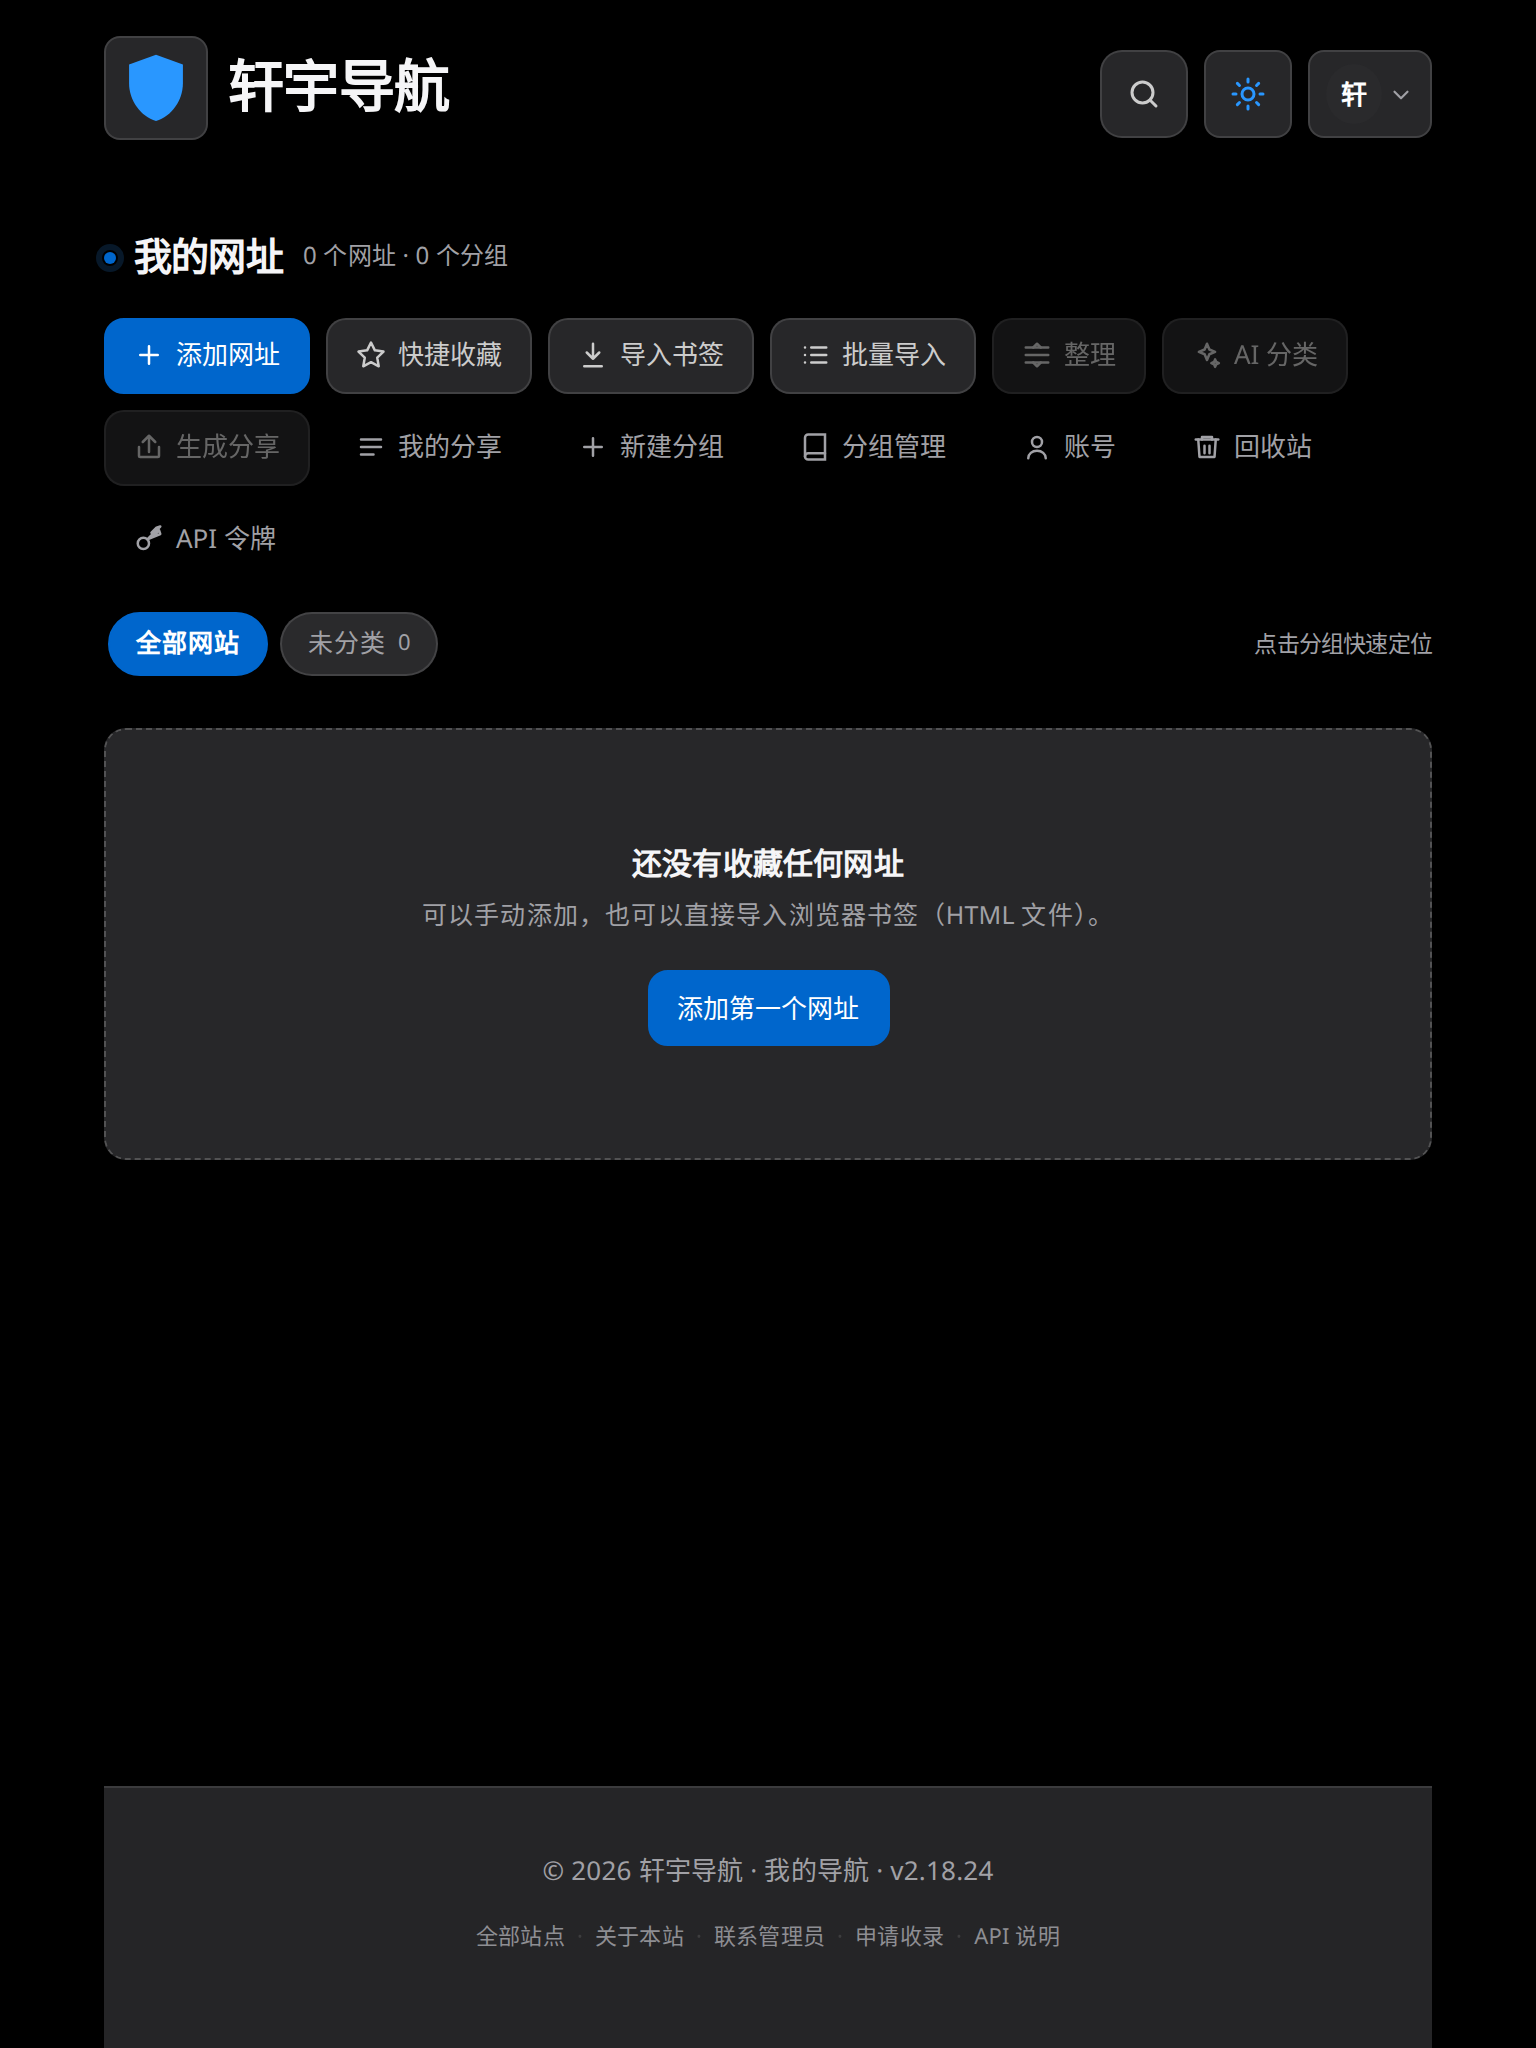 轩宇导航
轩
我的网址 0 个网址 · 0 个分组
添加网址 快捷收藏 导入书签 批量导入 整理 AI 分类
生成分享 我的分享 新建分组 分组管理 账号 回收站
API 令牌
全部网站 未分类 0 点击分组快速定位
还没有收藏任何网址
可以手动添加，也可以直接导入浏览器书签（HTML 文件）。
添加第一个网址
© 2026 轩宇导航 · 我的导航 · v2.18.24
全部站点 · 关于本站 · 联系管理员 · 申请收录 · API 说明